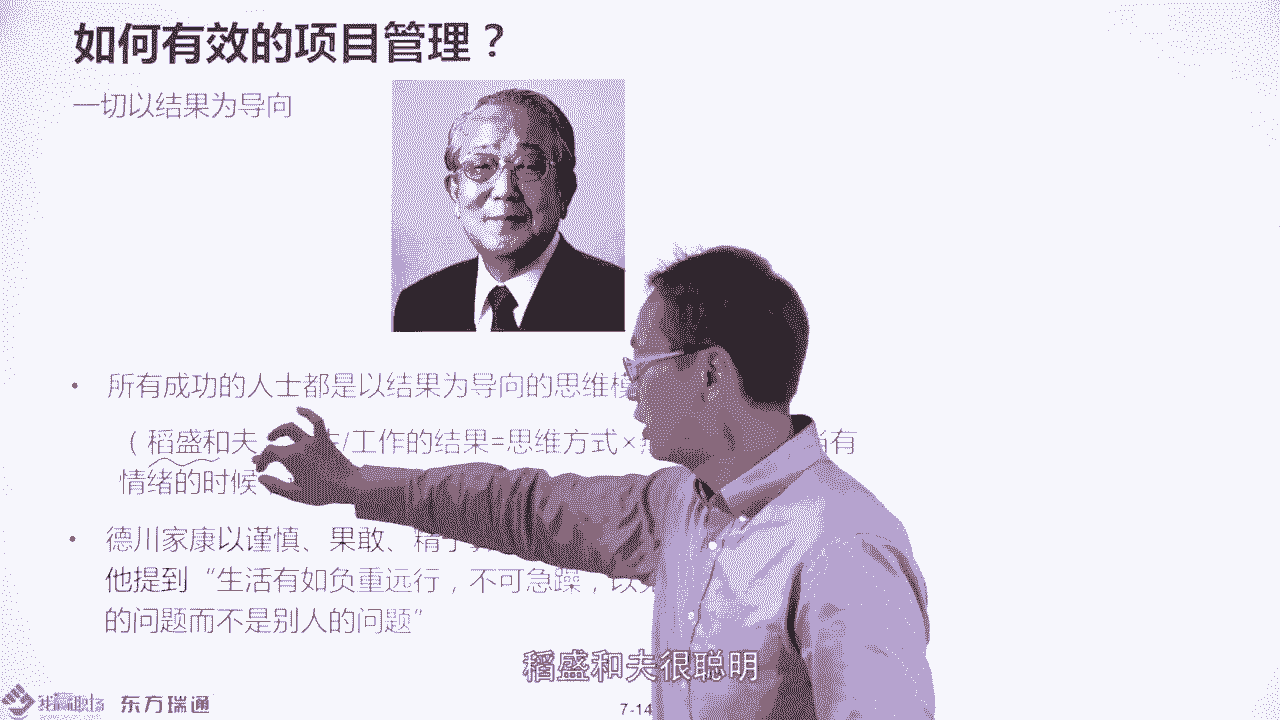 如何有效的项目管理？
一切以结果为导向
• 所有成功的人士都是以结果为导向的思维
（稻盛和夫 /工作的结果=思维方式× 有
情绪的时候
• 德川家康以谨慎、果敢、精于
他提到“生活有如负重远行，不可急躁，以
的问题而不是别人的问题”
稻盛和夫很聪明
东方瑞通
7-14